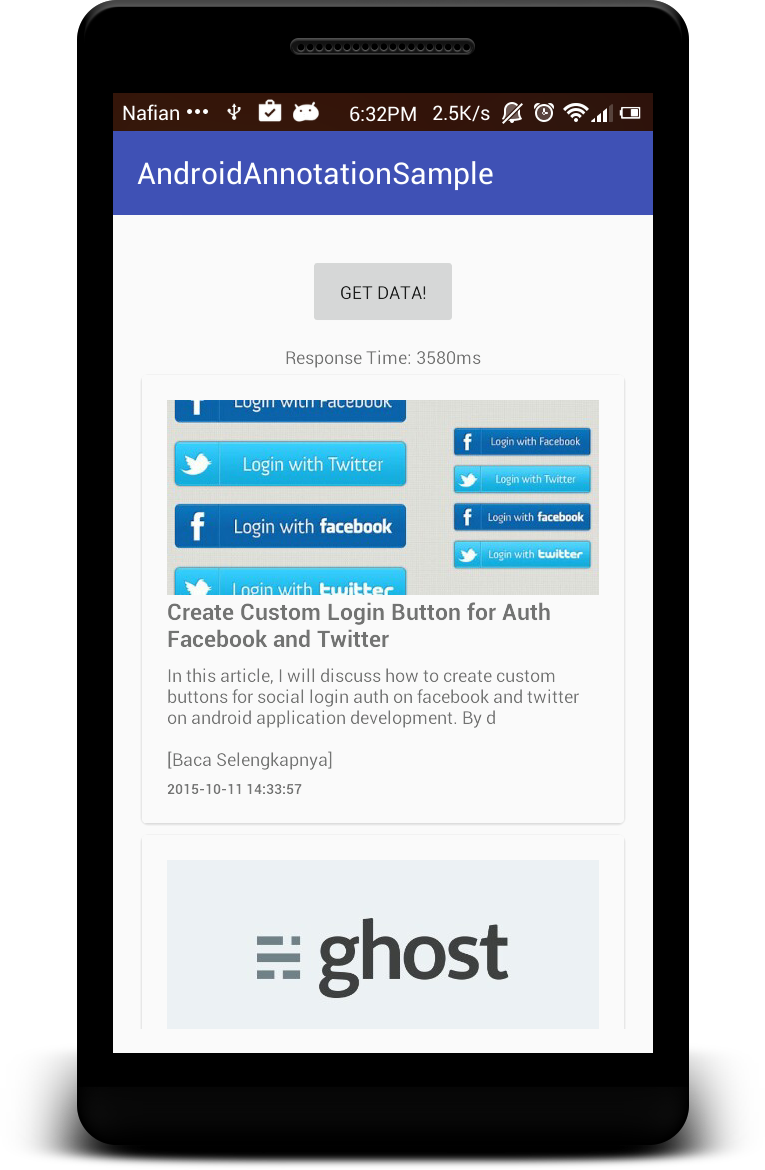 Nafian ••• 6:32PM 2.5K/s
AndroidAnnotationSample
GET DATA!
Response Time: 3580ms
Login with Facebook
Login with Twitter
Login with facebook
Login with twitter
Login with Facebook
Login with Twitter
Login with facebook
Login with twitter
Create Custom Login Button for Auth
Facebook and Twitter
In this article, I will discuss how to create custom
buttons for social login auth on facebook and twitter
on android application development. By d
[Baca Selengkapnya]
2015-10-11 14:33:57
ghost